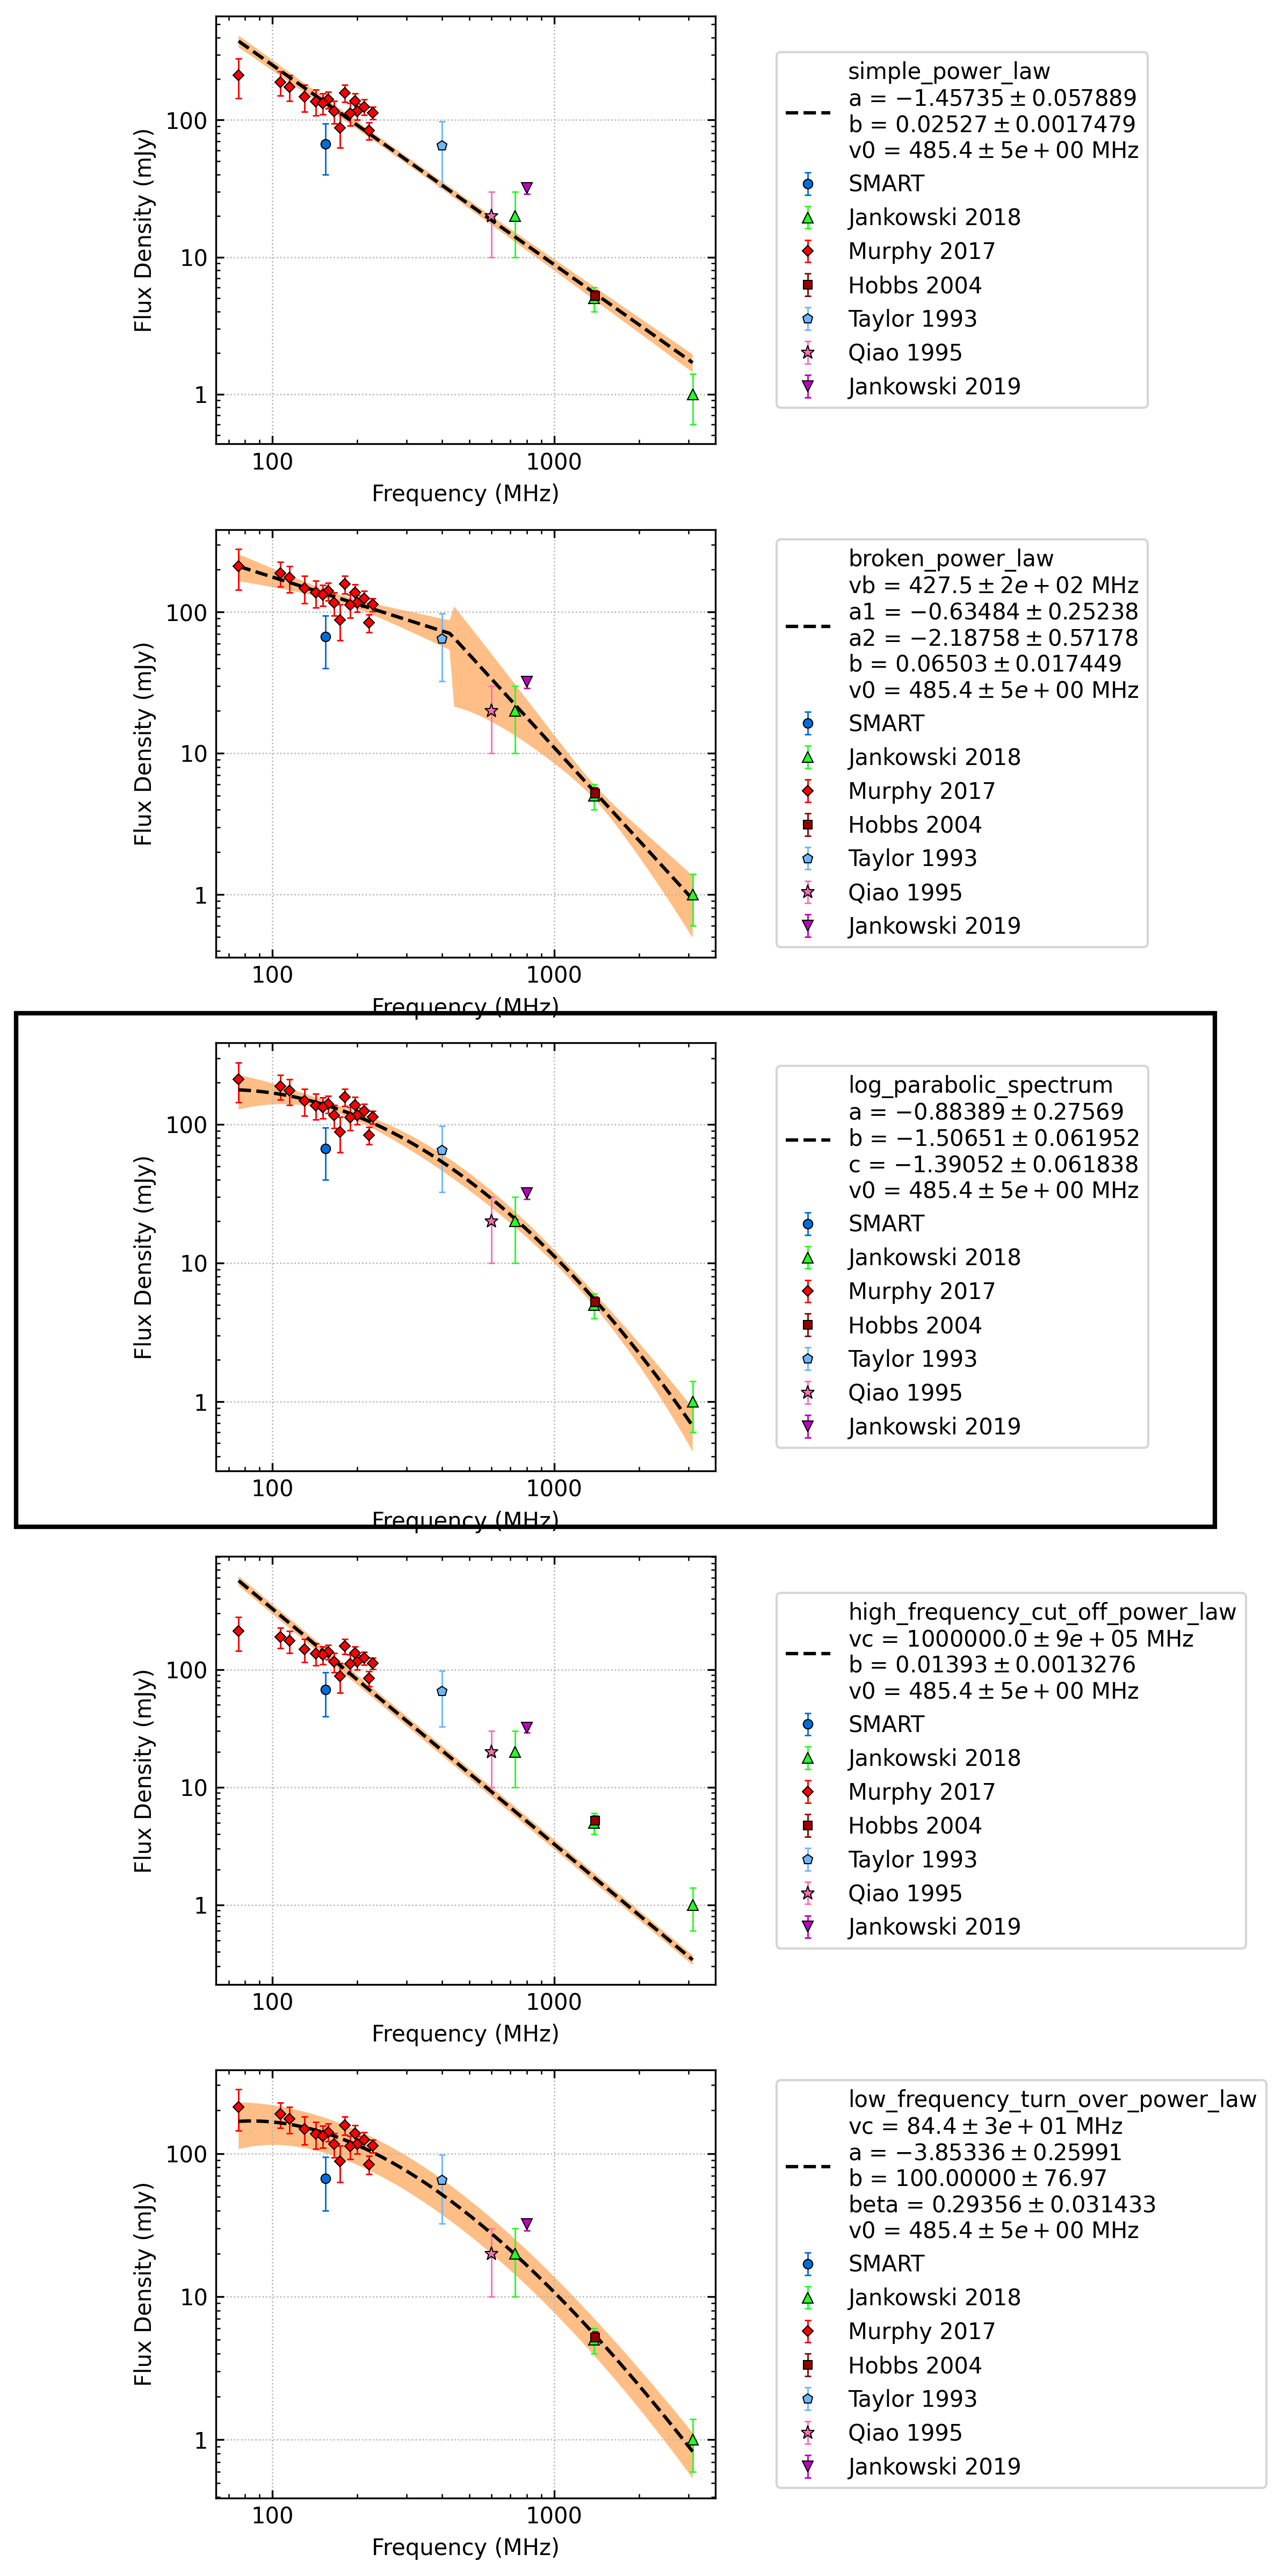 Flux Density (mJy)
100
10
1
100
1000
Frequency (MHz)
simple_power_law
a = −1.45735 ± 0.057889
b = 0.02527 ± 0.0017479
v0 = 485.4 ± 5e + 00 MHz
SMART
Jankowski 2018
Murphy 2017
Hobbs 2004
Taylor 1993
Qiao 1995
Jankowski 2019
Flux Density (mJy)
100
10
1
100
1000
Frequency (MHz)
broken_power_law
vb = 427.5 ± 2e + 02 MHz
a1 = −0.63484 ± 0.25238
a2 = −2.18758 ± 0.57178
b = 0.06503 ± 0.017449
v0 = 485.4 ± 5e + 00 MHz
SMART
Jankowski 2018
Murphy 2017
Hobbs 2004
Taylor 1993
Qiao 1995
Jankowski 2019
Flux Density (mJy)
100
10
1
100
1000
Frequency (MHz)
log_parabolic_spectrum
a = −0.88389 ± 0.27569
b = −1.50651 ± 0.061952
c = −1.39052 ± 0.061838
v0 = 485.4 ± 5e + 00 MHz
SMART
Jankowski 2018
Murphy 2017
Hobbs 2004
Taylor 1993
Qiao 1995
Jankowski 2019
Flux Density (mJy)
100
10
1
100
1000
Frequency (MHz)
high_frequency_cut_off_power_law
vc = 1000000.0 ± 9e + 05 MHz
b = 0.01393 ± 0.0013276
v0 = 485.4 ± 5e + 00 MHz
SMART
Jankowski 2018
Murphy 2017
Hobbs 2004
Taylor 1993
Qiao 1995
Jankowski 2019
Flux Density (mJy)
100
10
1
100
1000
Frequency (MHz)
low_frequency_turn_over_power_law
vc = 84.4 ± 3e + 01 MHz
a = −3.85336 ± 0.25991
b = 100.00000 ± 76.97
beta = 0.29356 ± 0.031433
v0 = 485.4 ± 5e + 00 MHz
SMART
Jankowski 2018
Murphy 2017
Hobbs 2004
Taylor 1993
Qiao 1995
Jankowski 2019